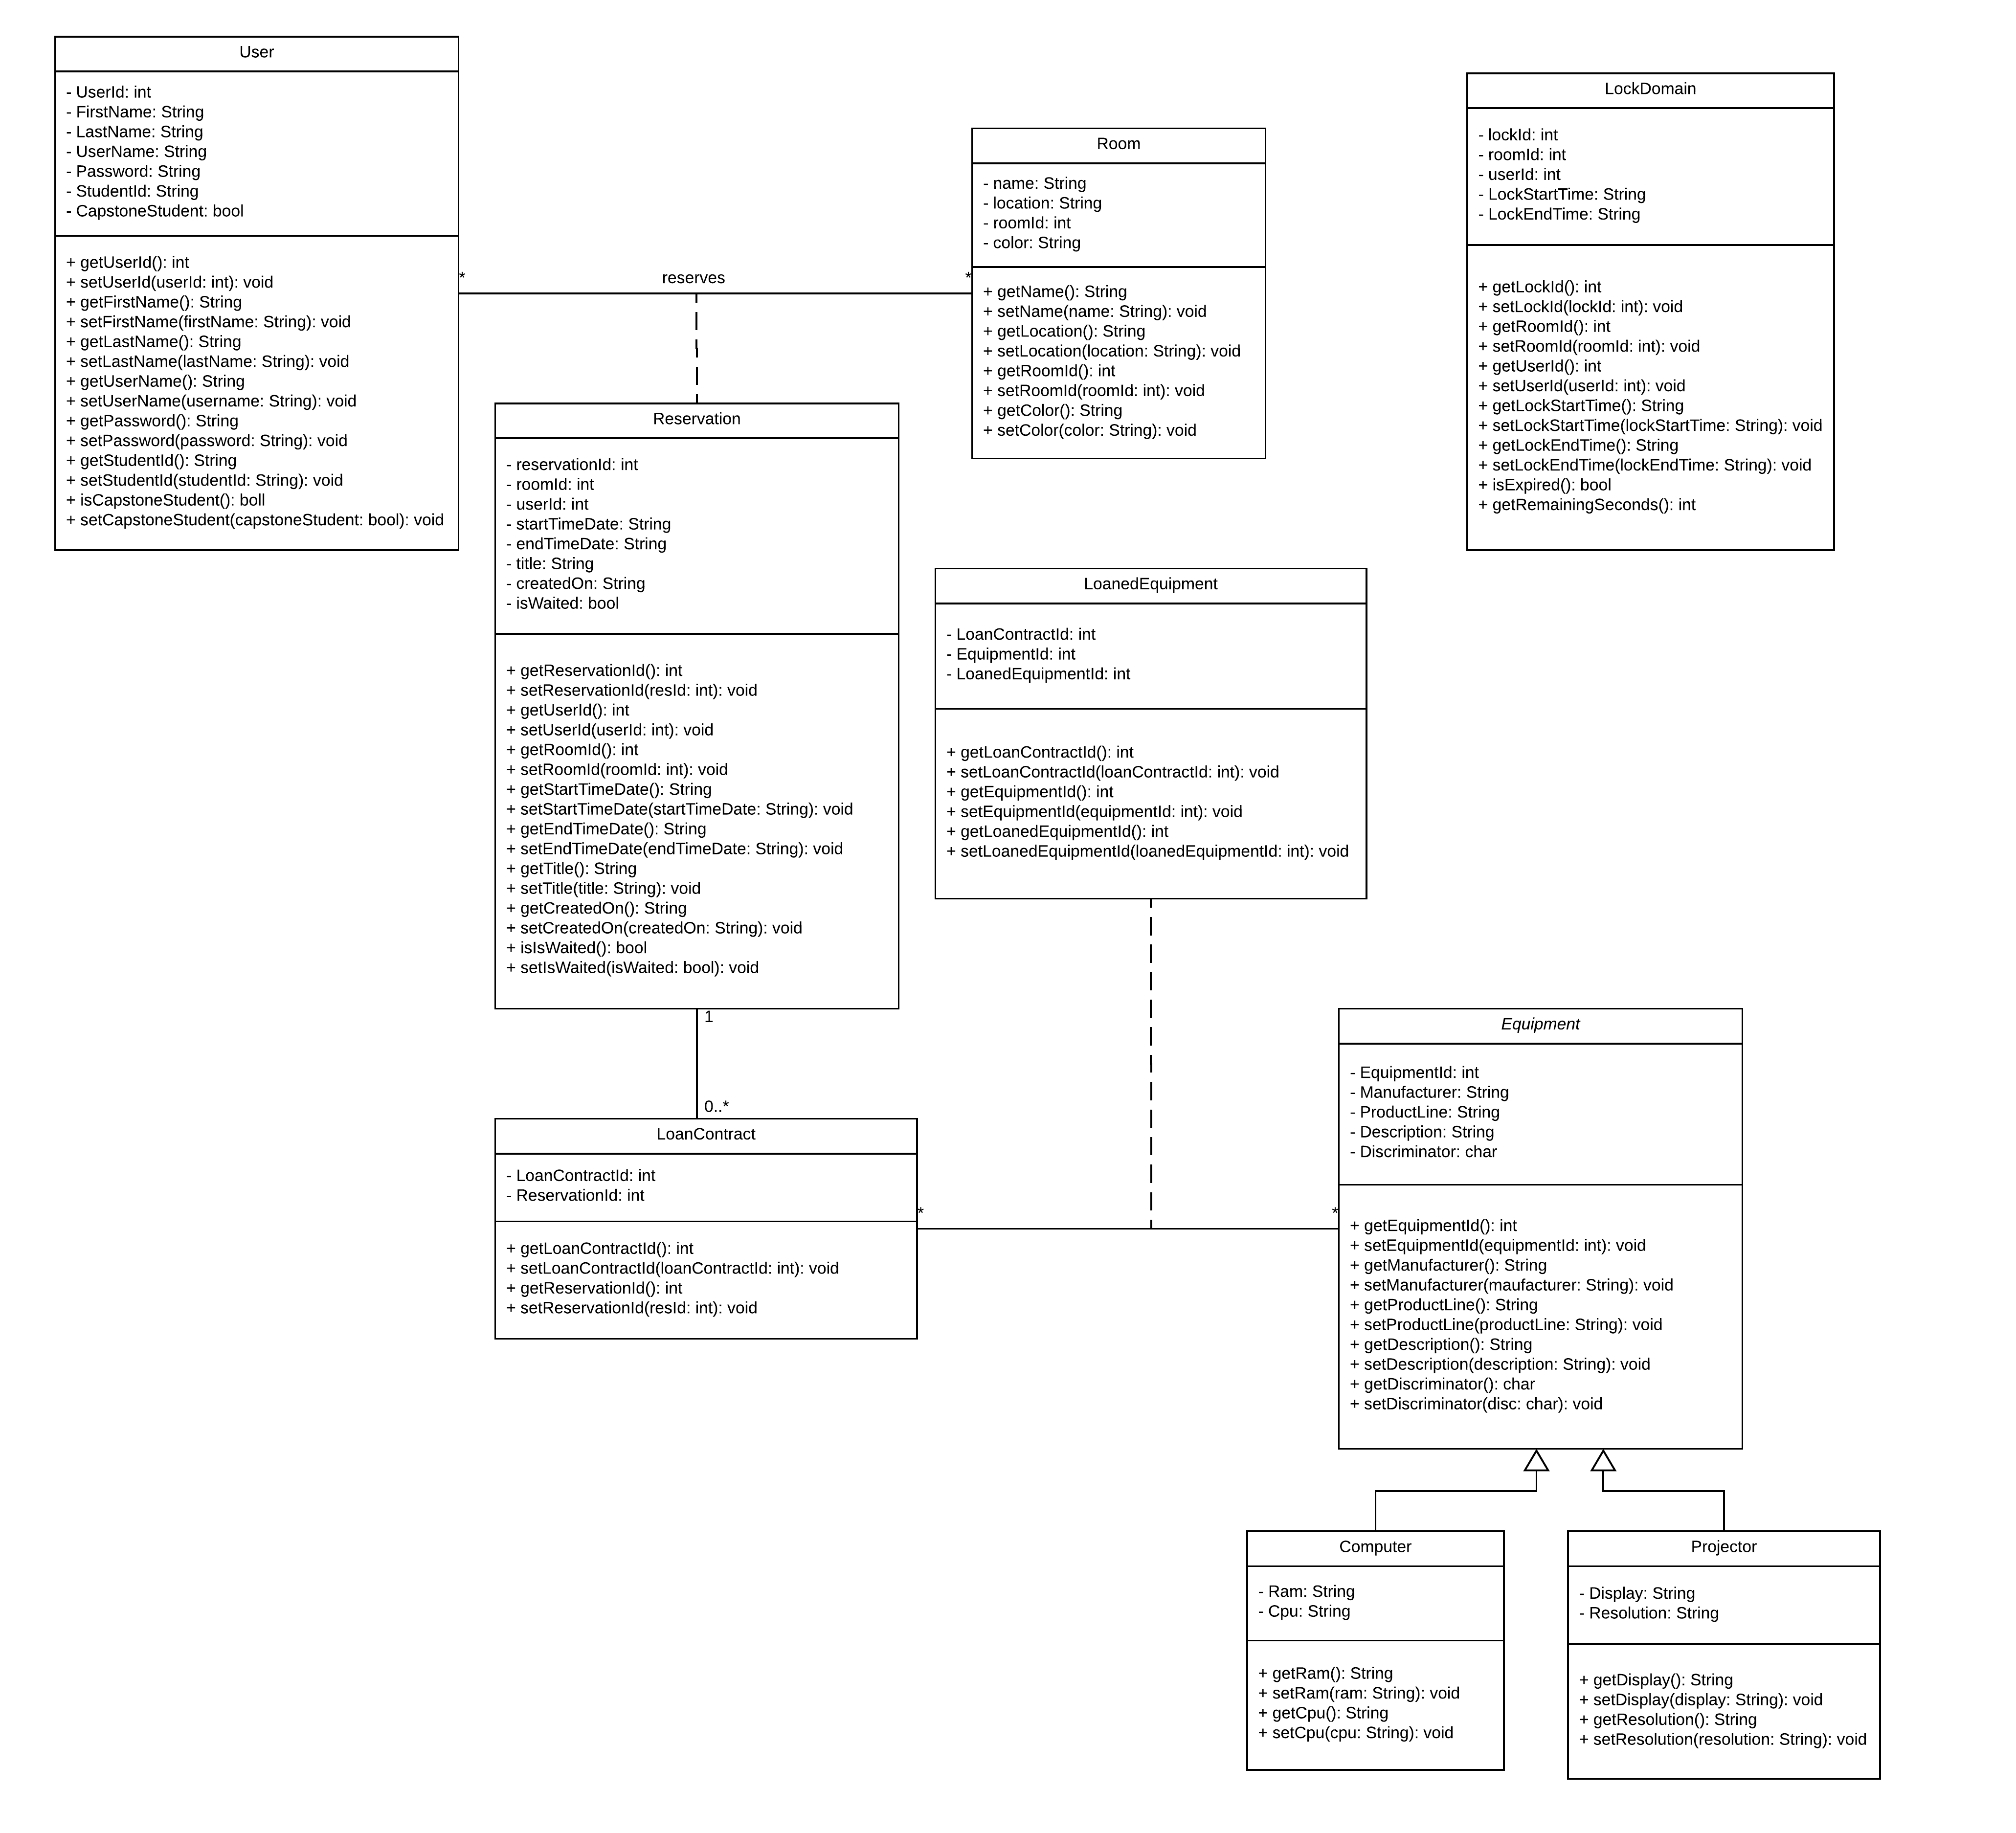 User
- UserId: int
- FirstName: String
- LastName: String
- UserName: String
- Password: String
- StudentId: String
- CapstoneStudent: bool
+ getUserId(): int
+ setUserId(userId: int): void
+ getFirstName(): String
+ setFirstName(firstName: String): void
+ getLastName(): String
+ setLastName(lastName: String): void
+ getUserName(): String
+ setUserName(username: String): void
+ getPassword(): String
+ setPassword(password: String): void
+ getStudentId(): String
+ setStudentId(studentId: String): void
+ isCapstoneStudent(): boll
+ setCapstoneStudent(capstoneStudent: bool): void
*
reserves
*
Room
- name: String
- location: String
- roomId: int
- color: String
+ getName(): String
+ setName(name: String): void
+ getLocation(): String
+ setLocation(location: String): void
+ getRoomId(): int
+ setRoomId(roomId: int): void
+ getColor(): String
+ setColor(color: String): void
LockDomain
- lockId: int
- roomId: int
- userId: int
- LockStartTime: String
- LockEndTime: String
+ getLockId(): int
+ setLockId(lockId: int): void
+ getRoomId(): int
+ setRoomId(roomId: int): void
+ getUserId(): int
+ setUserId(userId: int): void
+ getLockStartTime(): String
+ setLockStartTime(lockStartTime: String): void
+ getLockEndTime(): String
+ setLockEndTime(lockEndTime: String): void
+ isExpired(): bool
+ getRemainingSeconds(): int
Reservation
- reservationId: int
- roomId: int
- userId: int
- startTimeDate: String
- endTimeDate: String
- title: String
- createdOn: String
- isWaited: bool
+ getReservationId(): int
+ setReservationId(resId: int): void
+ getUserId(): int
+ setUserId(userId: int): void
+ getRoomId(): int
+ setRoomId(roomId: int): void
+ getStartTimeDate(): String
+ setStartTimeDate(startTimeDate: String): void
+ getEndTimeDate(): String
+ setEndTimeDate(endTimeDate: String): void
+ getTitle(): String
+ setTitle(title: String): void
+ getCreatedOn(): String
+ setCreatedOn(createdOn: String): void
+ isIsWaited(): bool
+ setIsWaited(isWaited: bool): void
LoanedEquipment
- LoanContractId: int
- EquipmentId: int
- LoanedEquipmentId: int
+ getLoanContractId(): int
+ setLoanContractId(loanContractId: int): void
+ getEquipmentId(): int
+ setEquipmentId(equipmentId: int): void
+ getLoanedEquipmentId(): int
+ setLoanedEquipmentId(loanedEquipmentId: int): void
1
0..*
LoanContract
- LoanContractId: int
- ReservationId: int
+ getLoanContractId(): int
+ setLoanContractId(loanContractId: int): void
+ getReservationId(): int
+ setReservationId(resId: int): void
*
*
Equipment
- EquipmentId: int
- Manufacturer: String
- ProductLine: String
- Description: String
- Discriminator: char
+ getEquipmentId(): int
+ setEquipmentId(equipmentId: int): void
+ getManufacturer(): String
+ setManufacturer(maufacturer: String): void
+ getProductLine(): String
+ setProductLine(productLine: String): void
+ getDescription(): String
+ setDescription(description: String): void
+ getDiscriminator(): char
+ setDiscriminator(disc: char): void
Computer
- Ram: String
- Cpu: String
+ getRam(): String
+ setRam(ram: String): void
+ getCpu(): String
+ setCpu(cpu: String): void
Projector
- Display: String
- Resolution: String
+ getDisplay(): String
+ setDisplay(display: String): void
+ getResolution(): String
+ setResolution(resolution: String): void